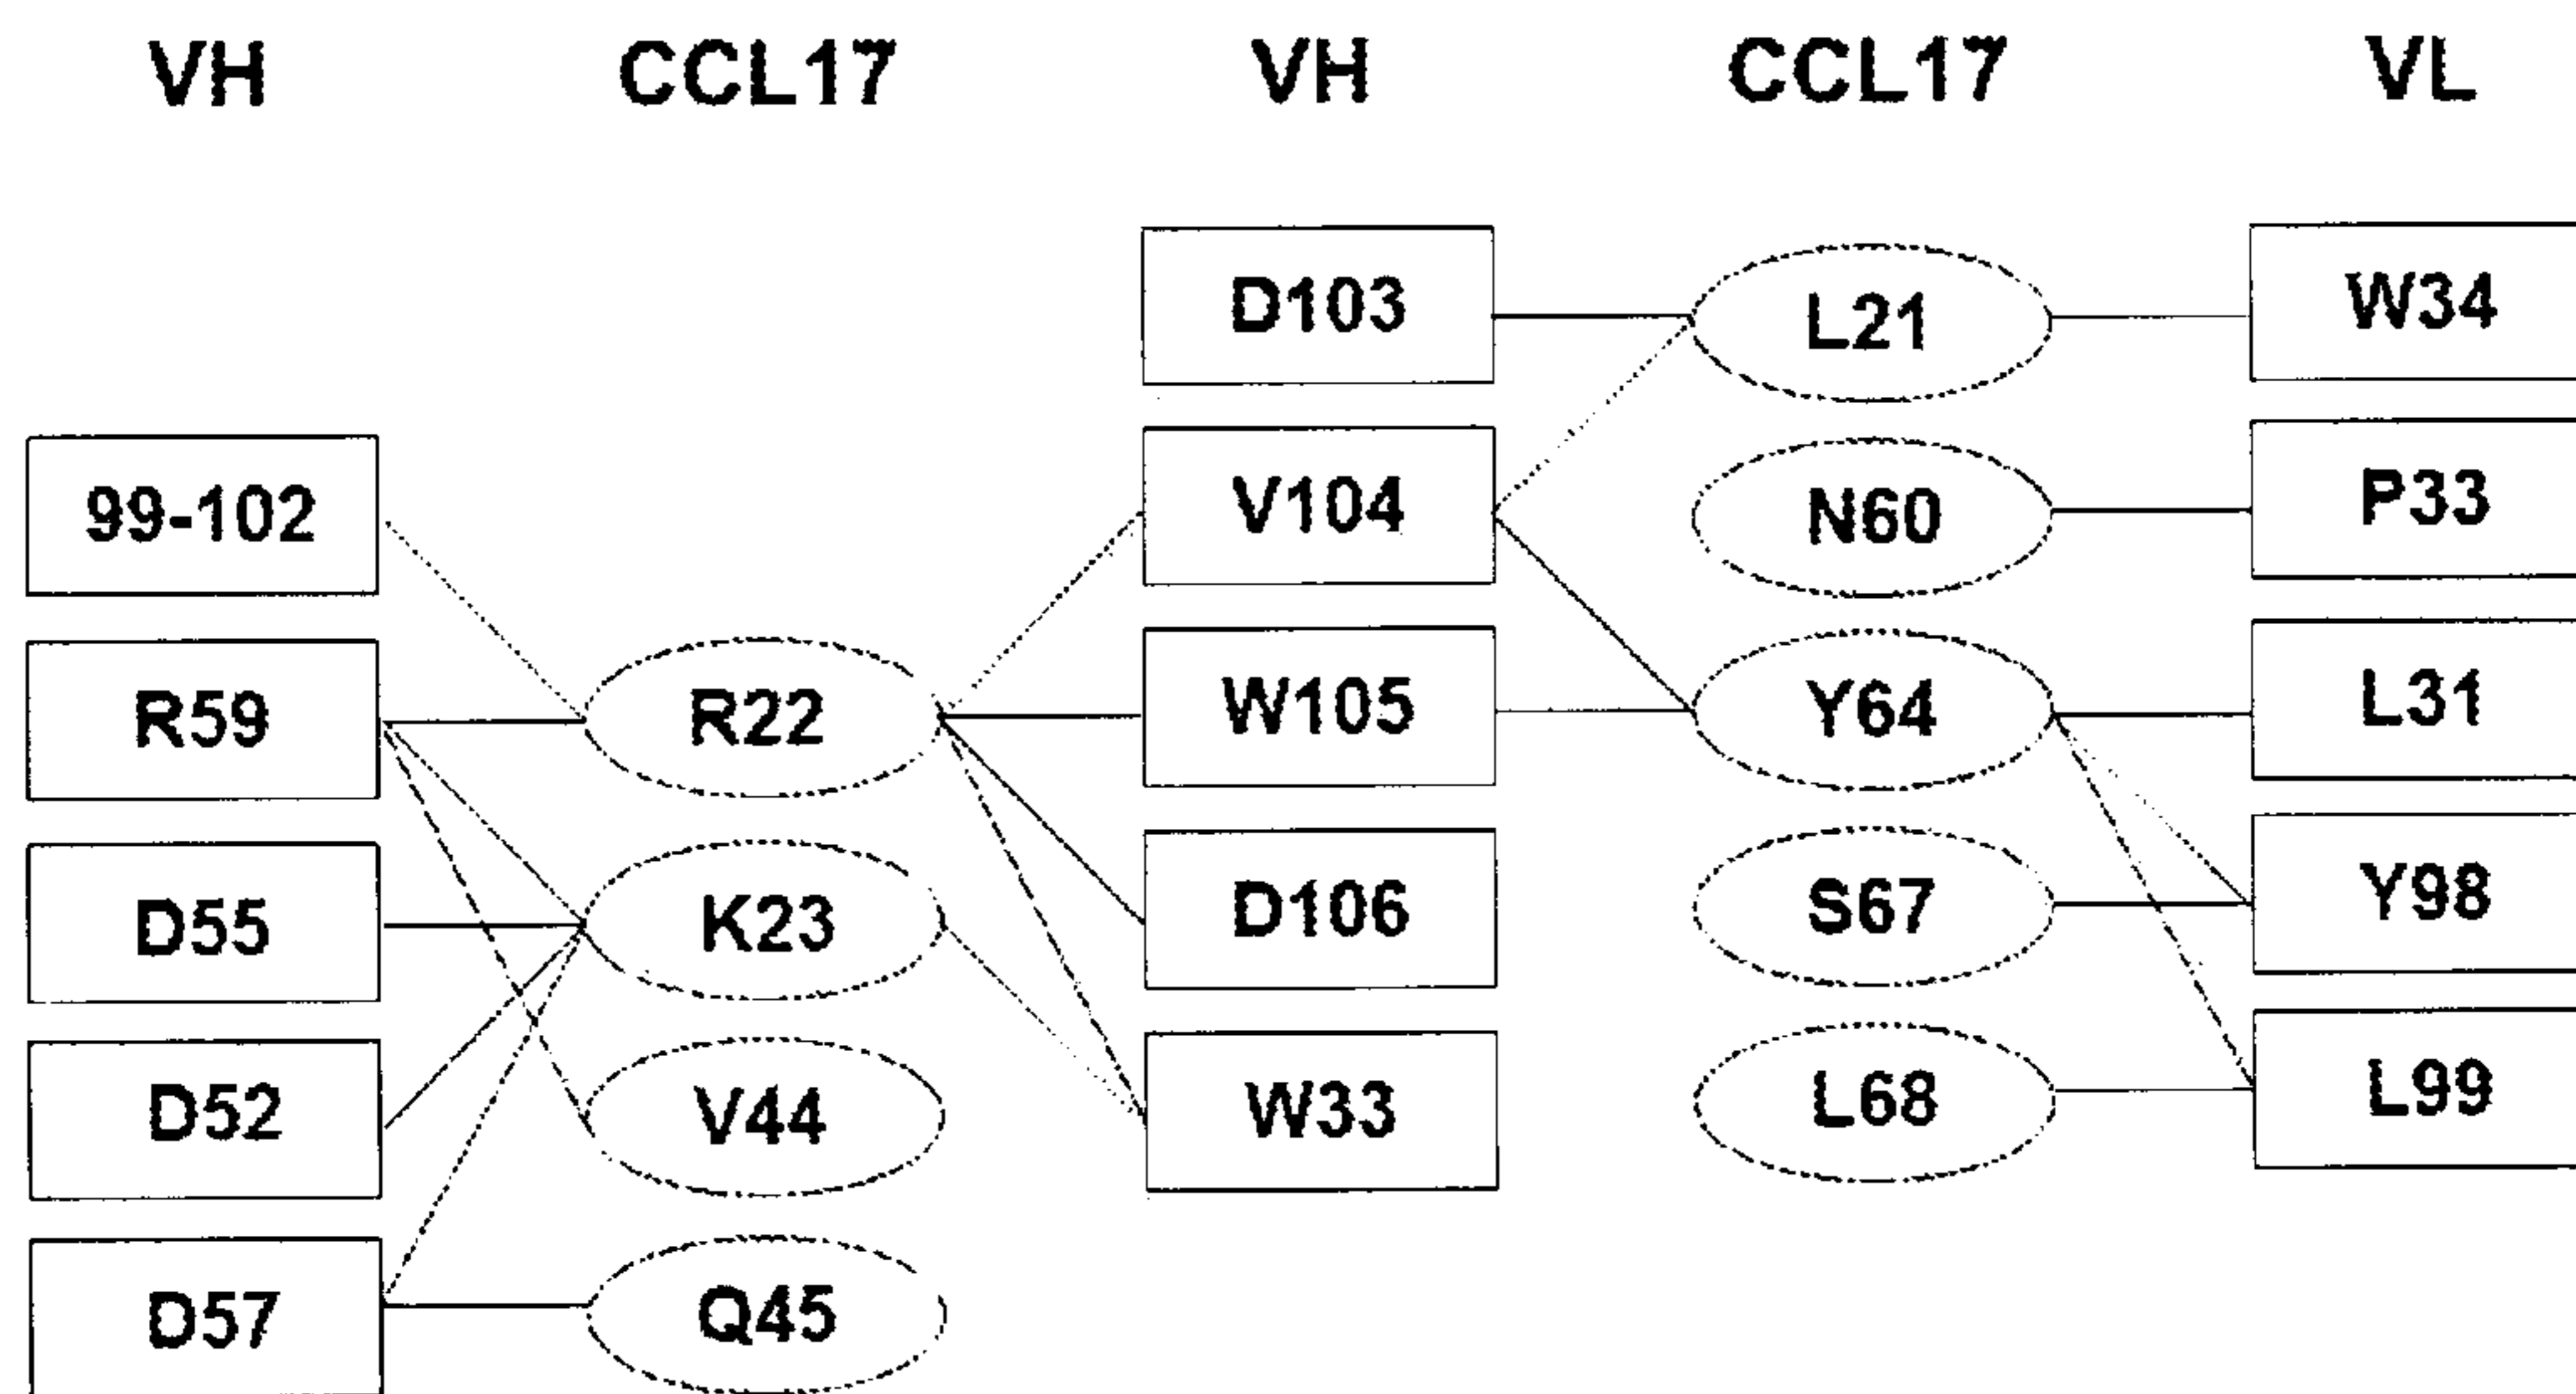 VH CCL17 VH CCL17 VL
D103 L21 W34
99-102 V104 N60 P33
R59 R22 W105 Y64 L31
D55 K23 D106 S67 Y98
D52 V44 W33 L68 L99
D57 Q45